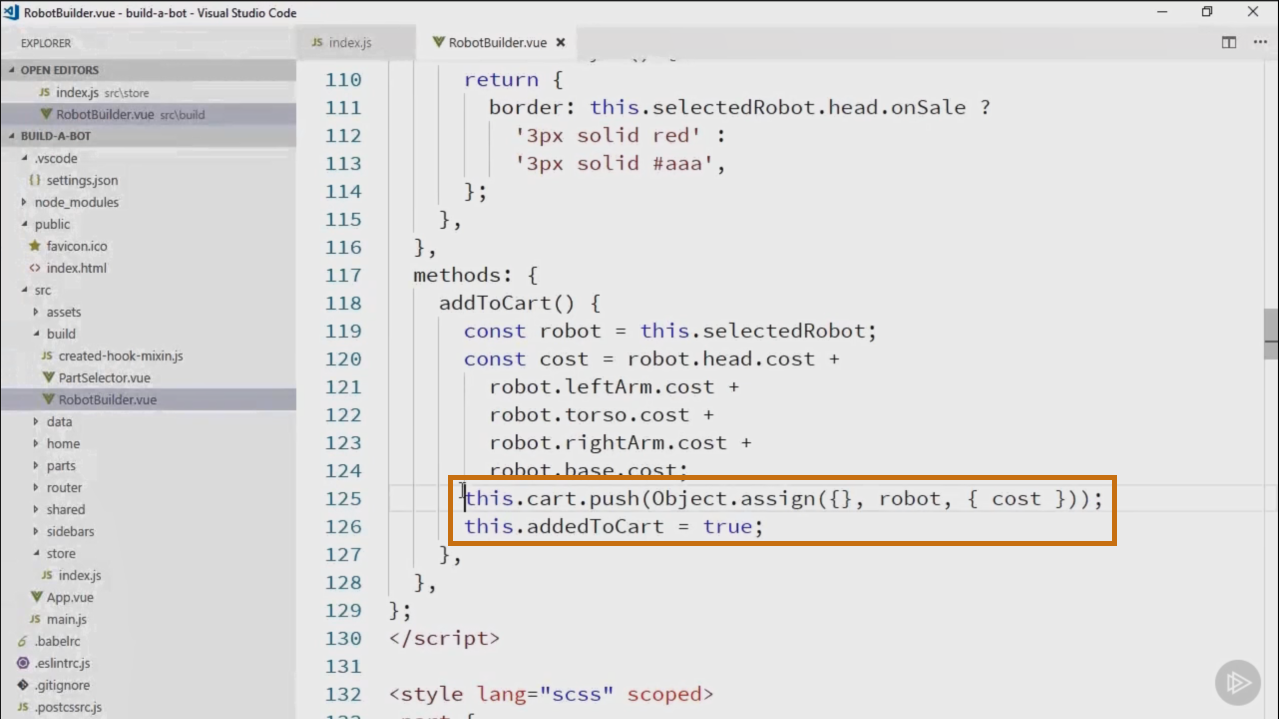 RobotBuilder.vue - build-a-bot - Visual Studio Code
EXPLORER
JS index.js
RobotBuilder.vue
OPEN EDITORS
JS index.js src\store
RobotBuilder.vue src\build
BUILD-A-BOT
.vscode
{} settings.json
node_modules
public
favicon.ico
<> index.html
src
assets
build
JS created-hook-mixin.js
PartSelector.vue
RobotBuilder.vue
data
home
parts
router
shared
sidebars
store
JS index.js
App.vue
JS main.js
.babelrc
.eslintrc.js
.gitignore
JS .postcssrc.js
110 return {
111 border: this.selectedRobot.head.onSale ?
112 '3px solid red' :
113 '3px solid #aaa',
114 };
115 },
116 },
117 methods: {
118 addToCart() {
119 const robot = this.selectedRobot;
120 const cost = robot.head.cost +
121 robot.leftArm.cost +
122 robot.torso.cost +
123 robot.rightArm.cost +
124 robot.base.cost;
125 this.cart.push(Object.assign({}, robot, { cost }));
126 this.addedToCart = true;
127 },
128 },
129 };
130 </script>
131
132 <style lang="scss" scoped>